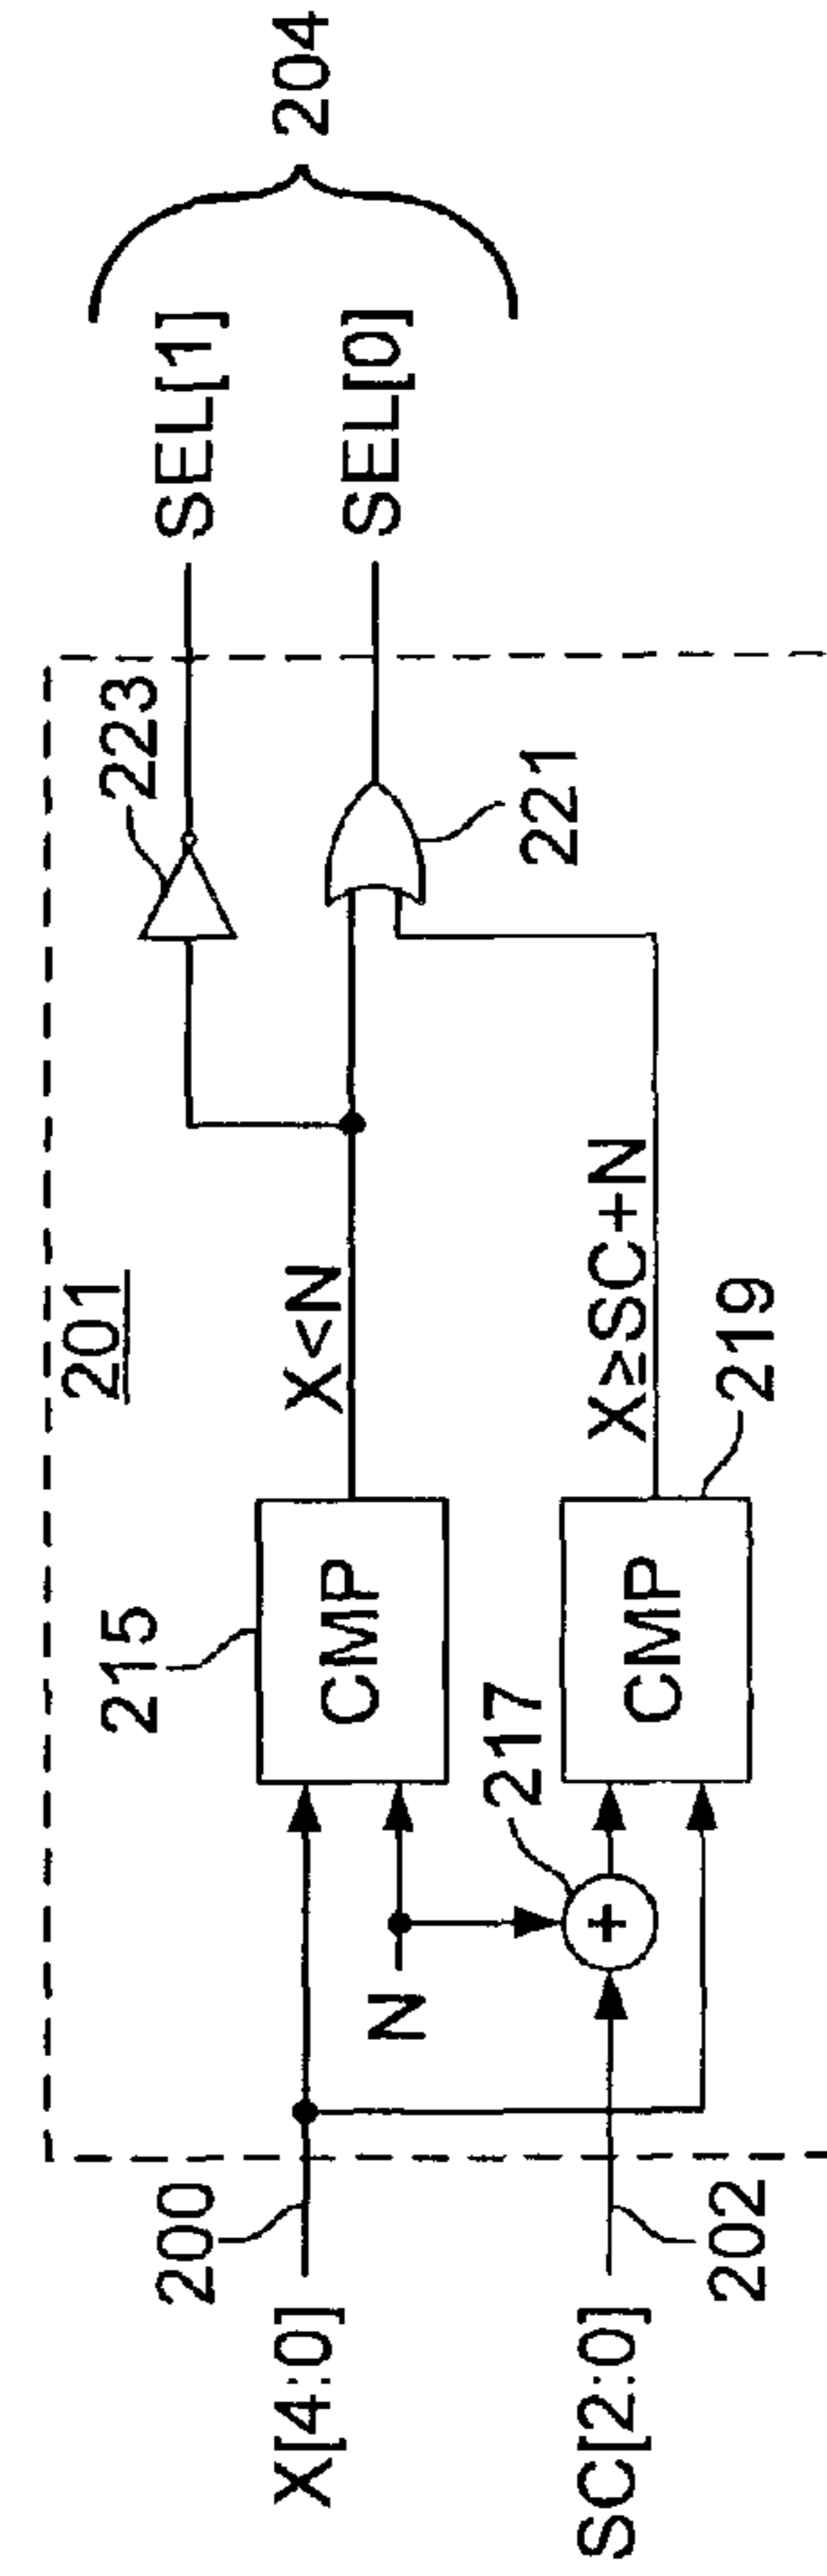 201
X[4:0]
200
215
CMP
X<N
223
SEL[1]
204
N
217
+
SC[2:0]
202
CMP
219
X≥SC+N
221
SEL[0]